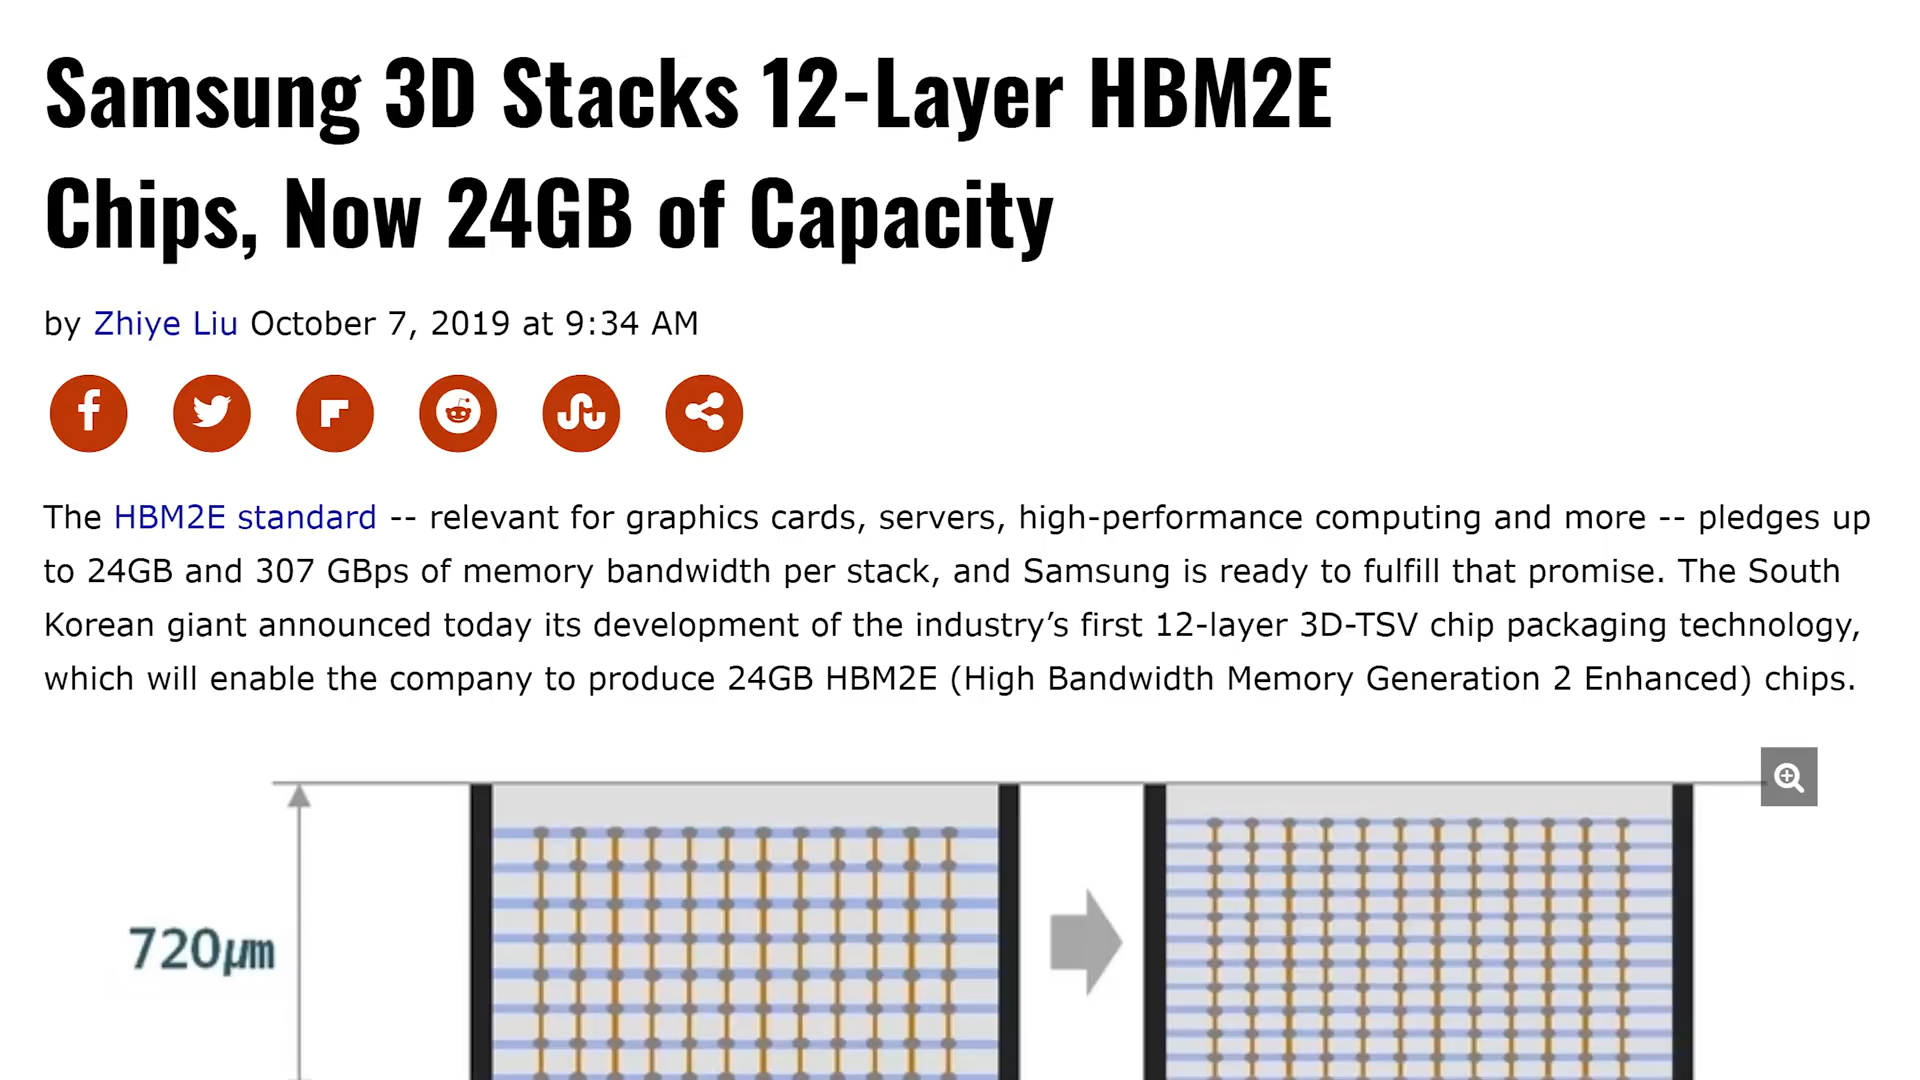 Samsung 3D Stacks 12-Layer HBM2E
Chips, Now 24GB of Capacity
by Zhiye Liu October 7, 2019 at 9:34 AM
The HBM2E standard -- relevant for graphics cards, servers, high-performance computing and more -- pledges up
to 24GB and 307 GBps of memory bandwidth per stack, and Samsung is ready to fulfill that promise. The South
Korean giant announced today its development of the industry’s first 12-layer 3D-TSV chip packaging technology,
which will enable the company to produce 24GB HBM2E (High Bandwidth Memory Generation 2 Enhanced) chips.
720μm